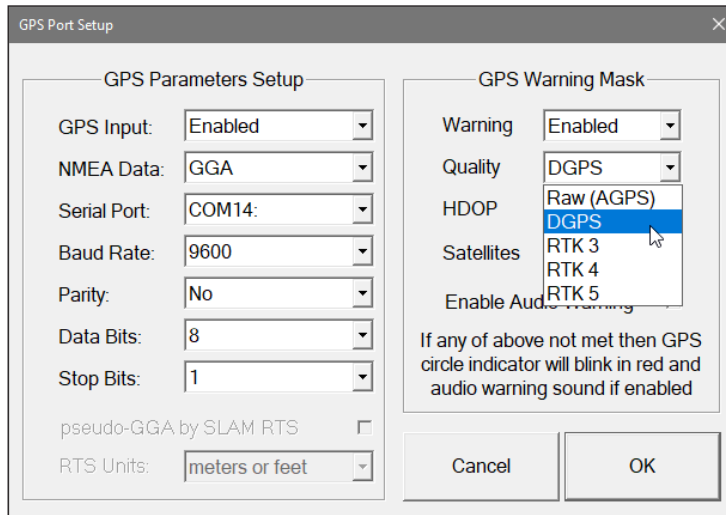 GPS Port Setup
GPS Parameters Setup
GPS Input: Enabled
NMEA Data: GGA
Serial Port: COM14:
Baud Rate: 9600
Parity: No
Data Bits: 8
Stop Bits: 1
pseudo-GGA by SLAM RTS
RTS Units: meters or feet
GPS Warning Mask
Warning Enabled
Quality DGPS
Raw (AGPS)
DGPS
RTK 3
RTK 4
RTK 5
HDOP
Satellites
Enable Audio Warning
If any of above not met then GPS
circle indicator will blink in red and
audio warning sound if enabled
Cancel OK